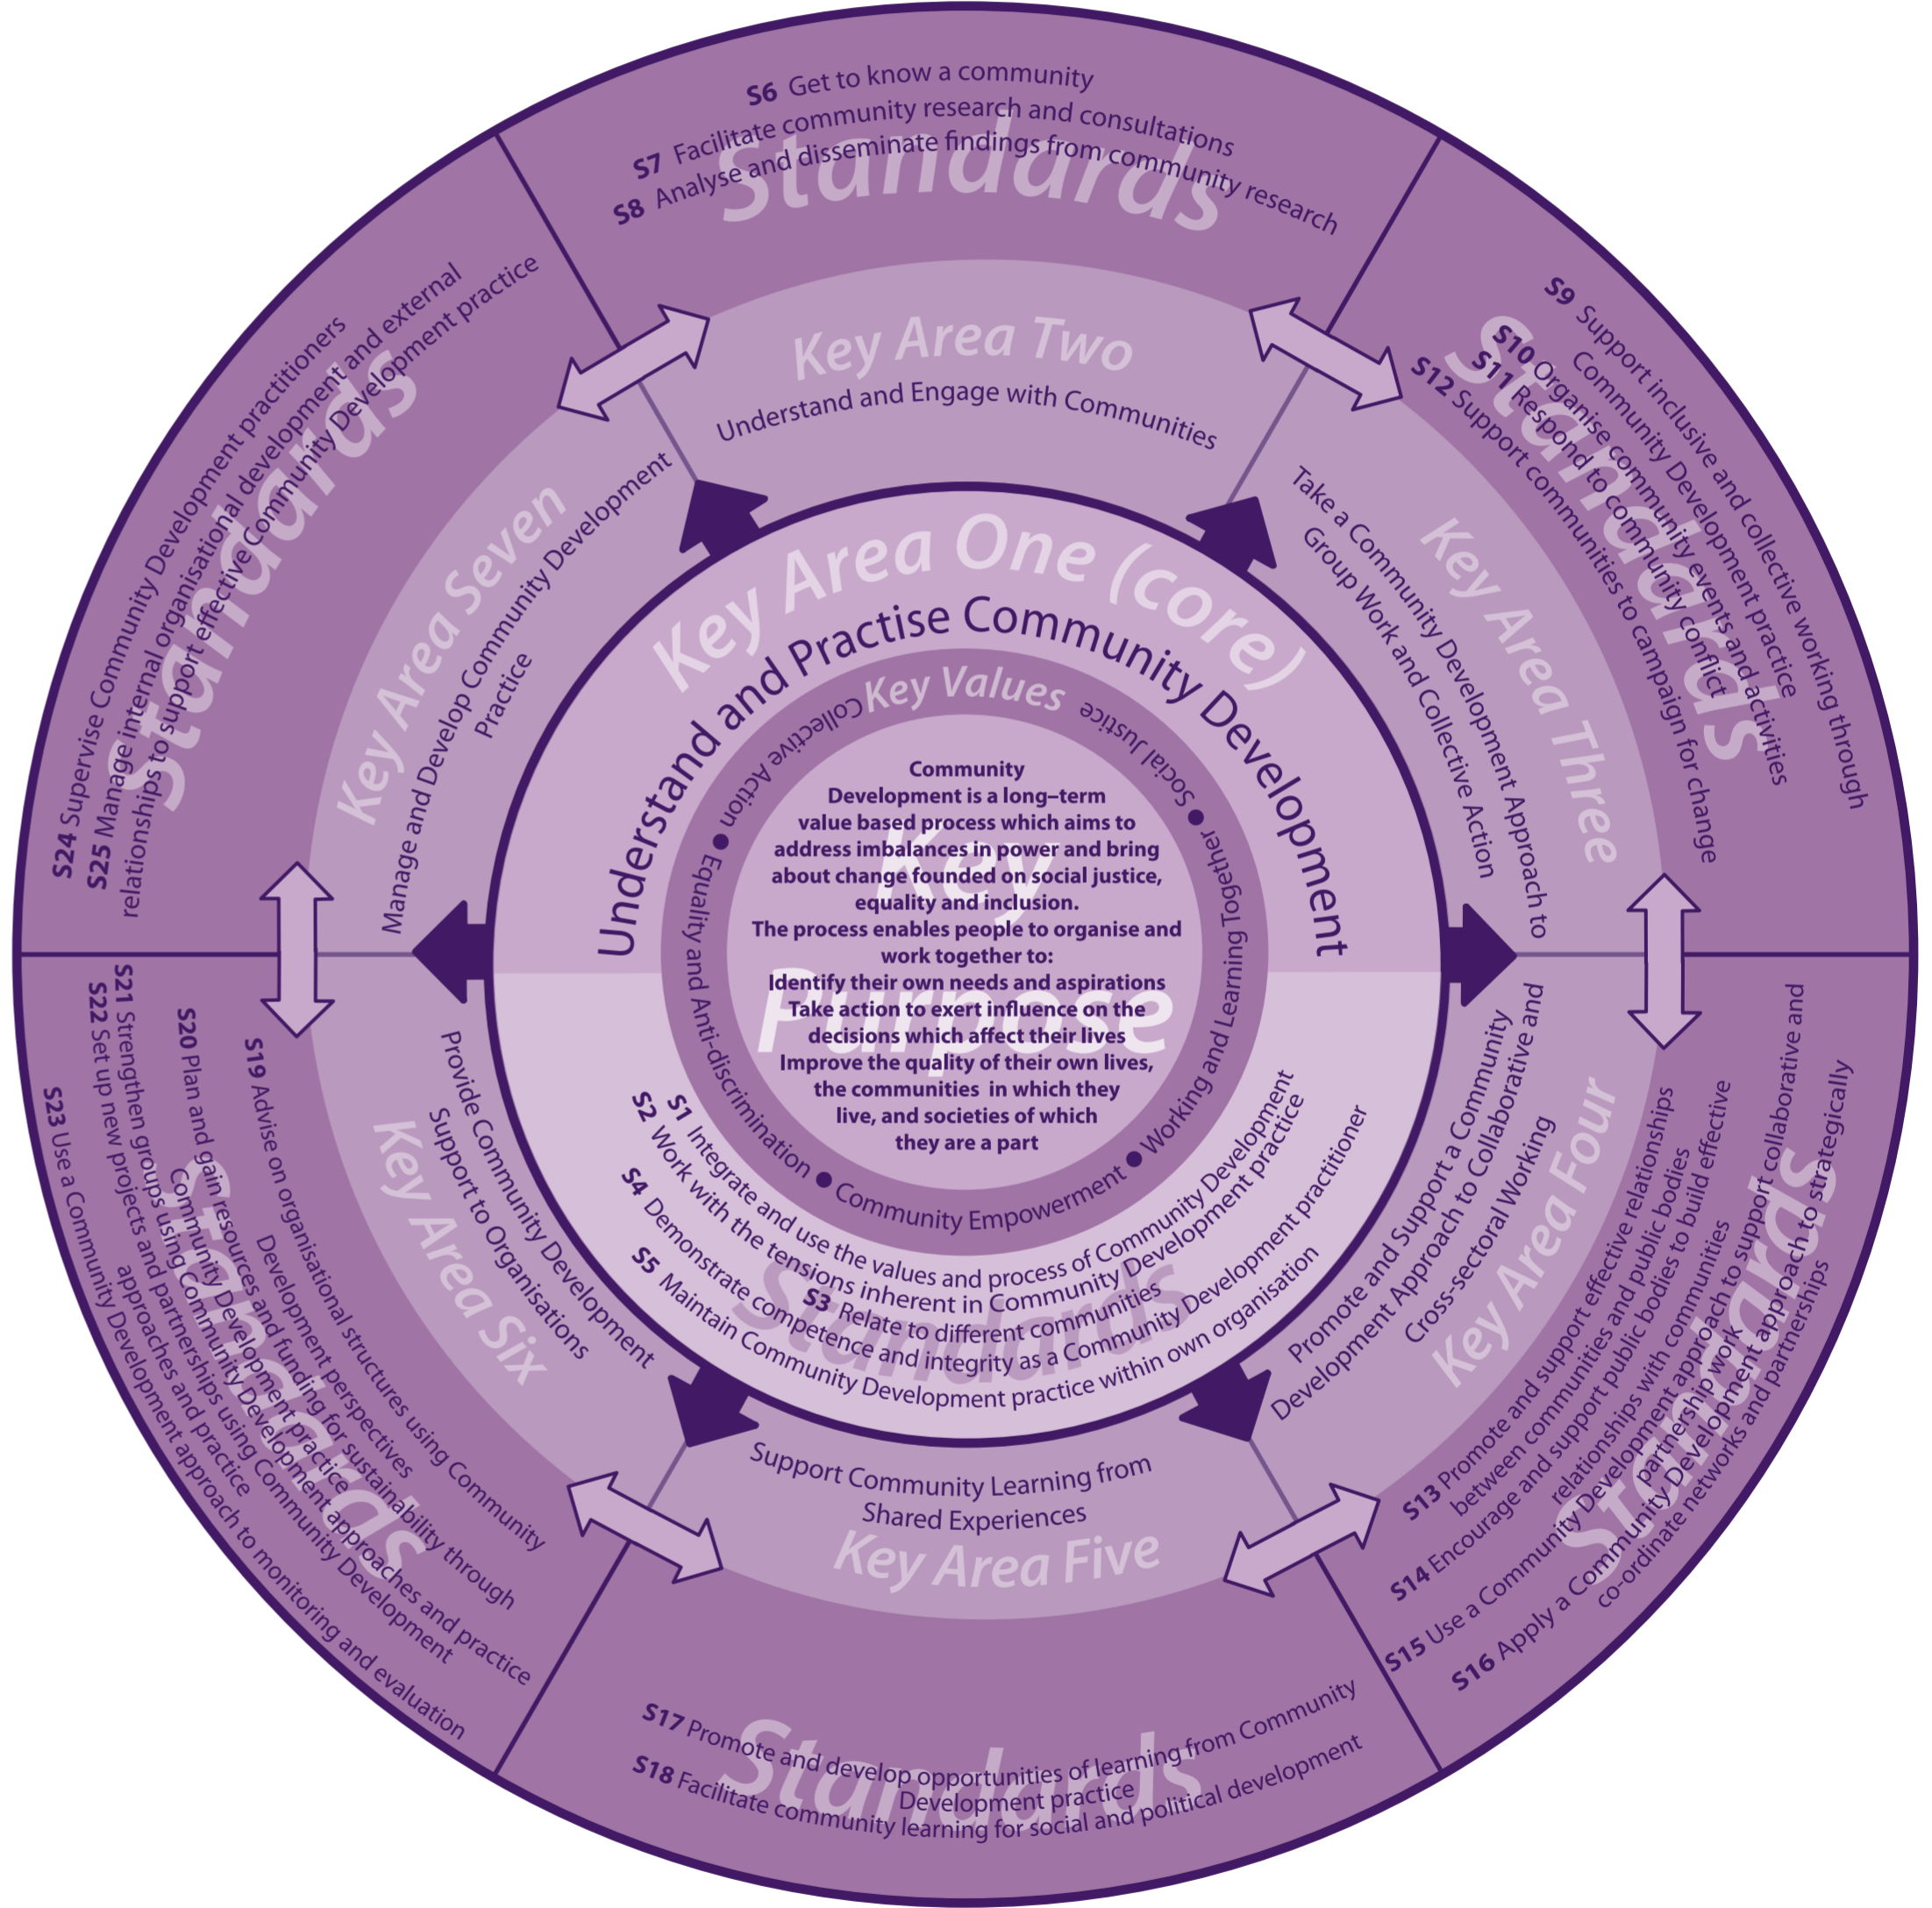 Standards
S6 Get to know a community
S7 Facilitate community research and consultations
S8 Analyse and disseminate findings from community research
Key Area Two
Understand and Engage with Communities
Standards
S9 Support inclusive and collective working through
Community Development practice
S10 Organise community events and activities
S11 Respond to community conflict
S12 Support communities to campaign for change
Key Area Three
Take a Community Development Approach to
Group Work and Collective Action
Standards
S13 Promote and support effective relationships
between communities and public bodies
S14 Encourage and support public bodies to build effective
relationships with communities
S15 Use a Community Development approach to support collaborative and
partnership work
S16 Apply a Community Development approach to strategically
co-ordinate networks and partnerships
Key Area Four
Promote and Support a Community
Development Approach to Collaborative and
Cross-sectoral Working
Standards
S17 Promote and develop opportunities of learning from Community
Development practice
S18 Facilitate community learning for social and political development
Support Community Learning from
Shared Experiences
Key Area Five
Standards
S19 Advise on organisational structures using Community
Development perspectives
S20 Plan and gain resources and funding for sustainability through
Community Development practice
S21 Strengthen groups using Community Development approaches and practice
S22 Set up new projects and partnerships using Community Development
approaches and practice
S23 Use a Community Development approach to monitoring and evaluation
Key Area Six
Provide Community Development
Support to Organisations
Standards
S24 Supervise Community Development practitioners
S25 Manage internal organisational development and external
relationships to support effective Community Development practice
Key Area Seven
Manage and Develop Community Development
Practice
Key Area One (core)
Understand and Practise Community Development
Key Values
Social Justice ● Working and Learning Together ● Community Empowerment ● Equality and Anti-discrimination ● Collective Action
Key
Purpose
Community
Development is a long–term
value based process which aims to
address imbalances in power and bring
about change founded on social justice,
equality and inclusion.
The process enables people to organise and
work together to:
Identify their own needs and aspirations
Take action to exert influence on the
decisions which affect their lives
Improve the quality of their own lives,
the communities in which they
live, and societies of which
they are a part
Standards
S1 Integrate and use the values and process of Community Development
S2 Work with the tensions inherent in Community Development practice
S3 Relate to different communities
S4 Demonstrate competence and integrity as a Community Development practitioner
S5 Maintain Community Development practice within own organisation